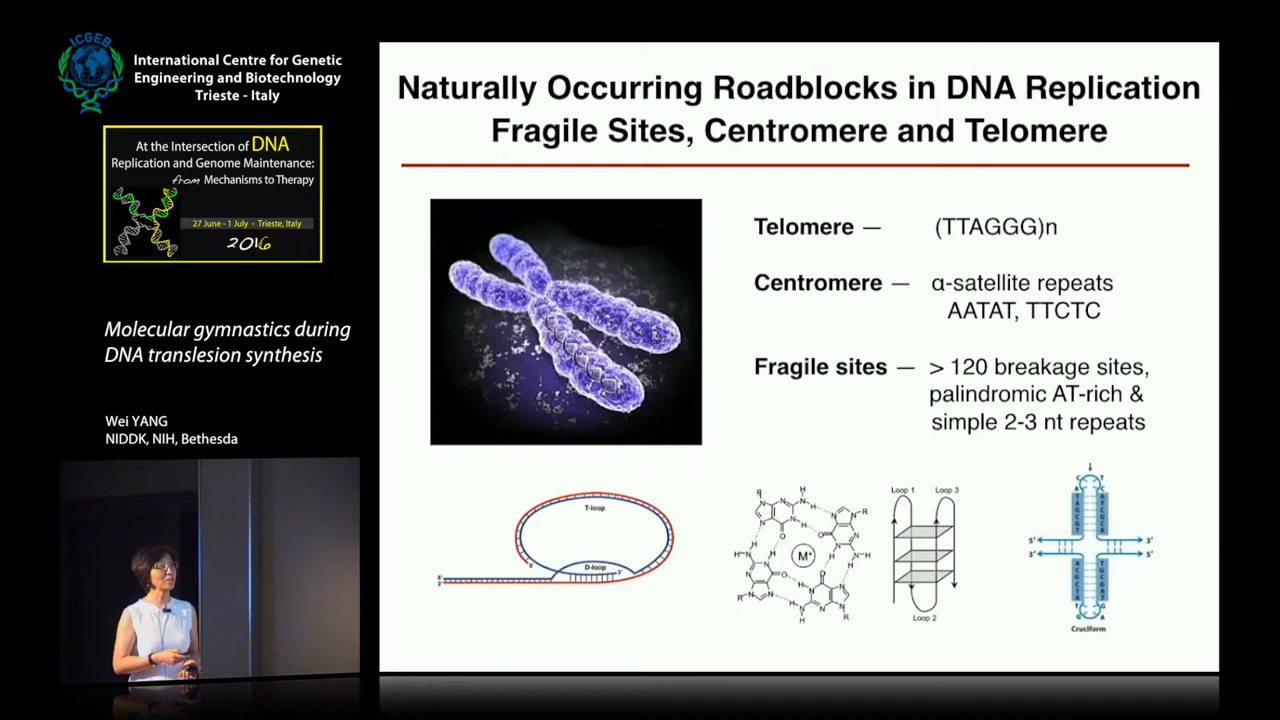 ICGEB
International Centre for Genetic
Engineering and Biotechnology
Trieste - Italy
At the Intersection of DNA
Replication and Genome Maintenance:
from Mechanisms to Therapy
27 June - 1 July - Trieste, Italy
2016
Molecular gymnastics during
DNA translesion synthesis
Wei YANG
NIDDK, NIH, Bethesda
Naturally Occurring Roadblocks in DNA Replication
Fragile Sites, Centromere and Telomere
Telomere — (TTAGGG)n
Centromere — α-satellite repeats
AATAT, TTCTC
Fragile sites — > 120 breakage sites,
palindromic AT-rich &
simple 2-3 nt repeats
T-loop
D-loop
5'
3'
5'
3'
M⁺
Loop 1 Loop 3
Loop 2
5' 3'
3' 5'
Cruciform